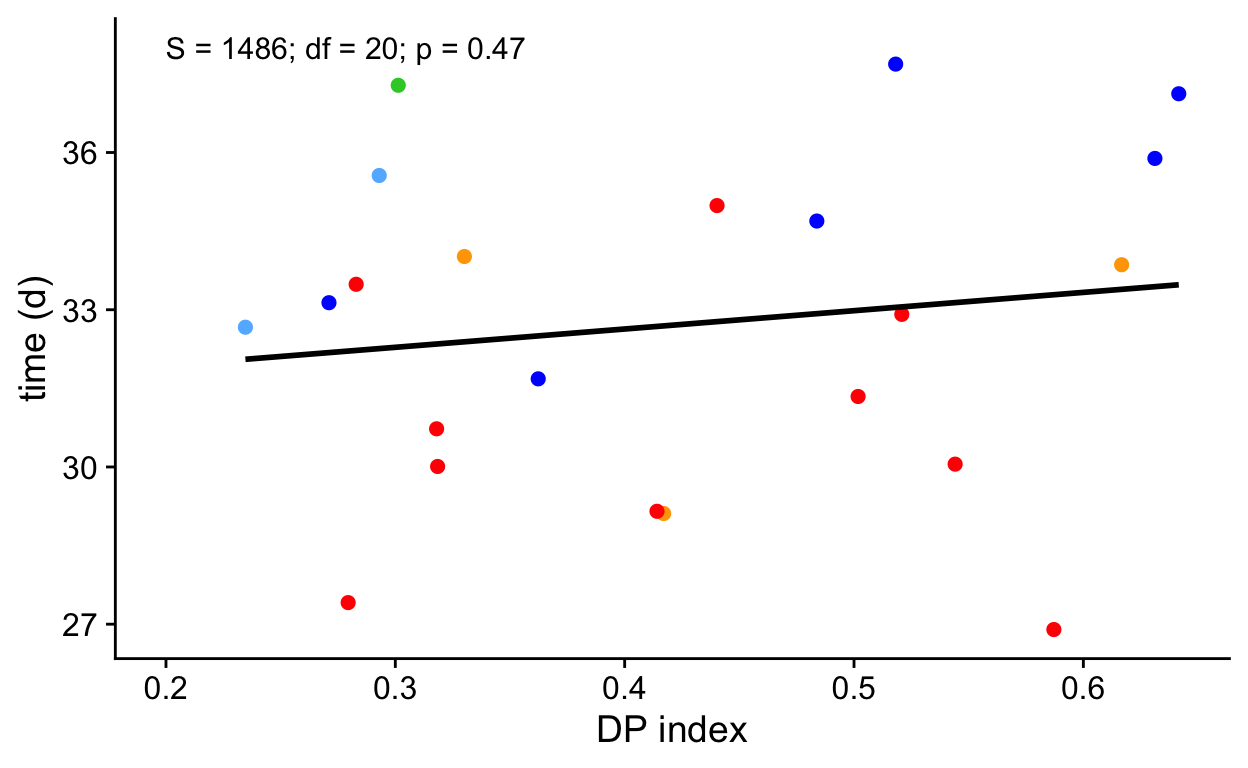 S = 1486; df = 20; p = 0.47
time (d)
36
33
30
27
0.2 0.3 0.4 0.5 0.6
DP index